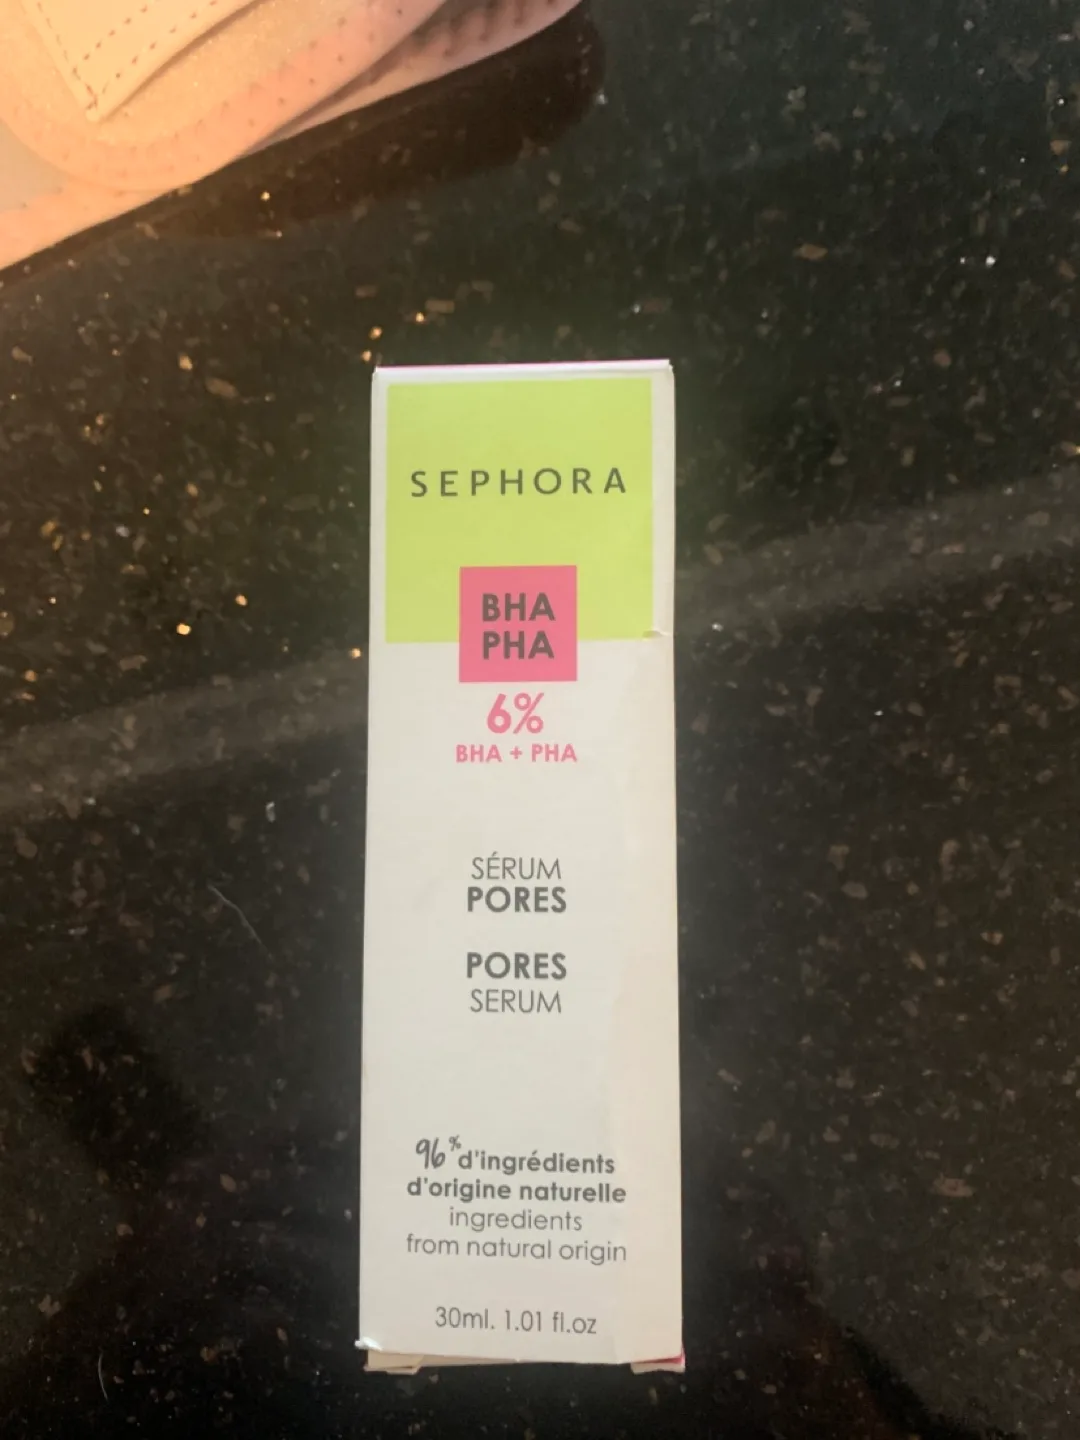 SEPHORA
BHA
PHA
6%
BHA + PHA
SÉRUM
PORES
PORES
SERUM
96% d'ingrédients
d'origine naturelle
ingredients
from natural origin
30ml. 1.01 fl.oz